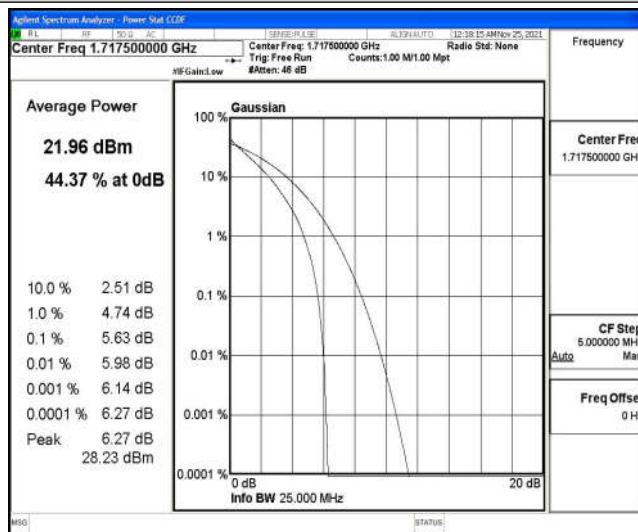 Agilent Spectrum Analyzer - Power Stat CCDF
RL RF 50 Ω AC SENSE:PULSE ALIGN AUTO 12:38:15 AM Nov 25, 2021
Center Freq 1.717500000 GHz
Center Freq: 1.717500000 GHz Radio Std: None
Trig: Free Run Counts:1.00 M/1.00 Mpt
#IFGain:Low #Atten: 46 dB
Frequency
Average Power
21.96 dBm
44.37 % at 0dB
10.0 % 2.51 dB
1.0 % 4.74 dB
0.1 % 5.63 dB
0.01 % 5.98 dB
0.001 % 6.14 dB
0.0001 % 6.27 dB
Peak 6.27 dB
28.23 dBm
Gaussian
100 %
10 %
1 %
0.1 %
0.01 %
0.001 %
0.0001 %
0 dB 20 dB
Info BW 25.000 MHz
Center Freq
1.717500000 GH
CF Step
5.000000 MH
Auto Ma
Freq Offse
0 H
MSG STATUS